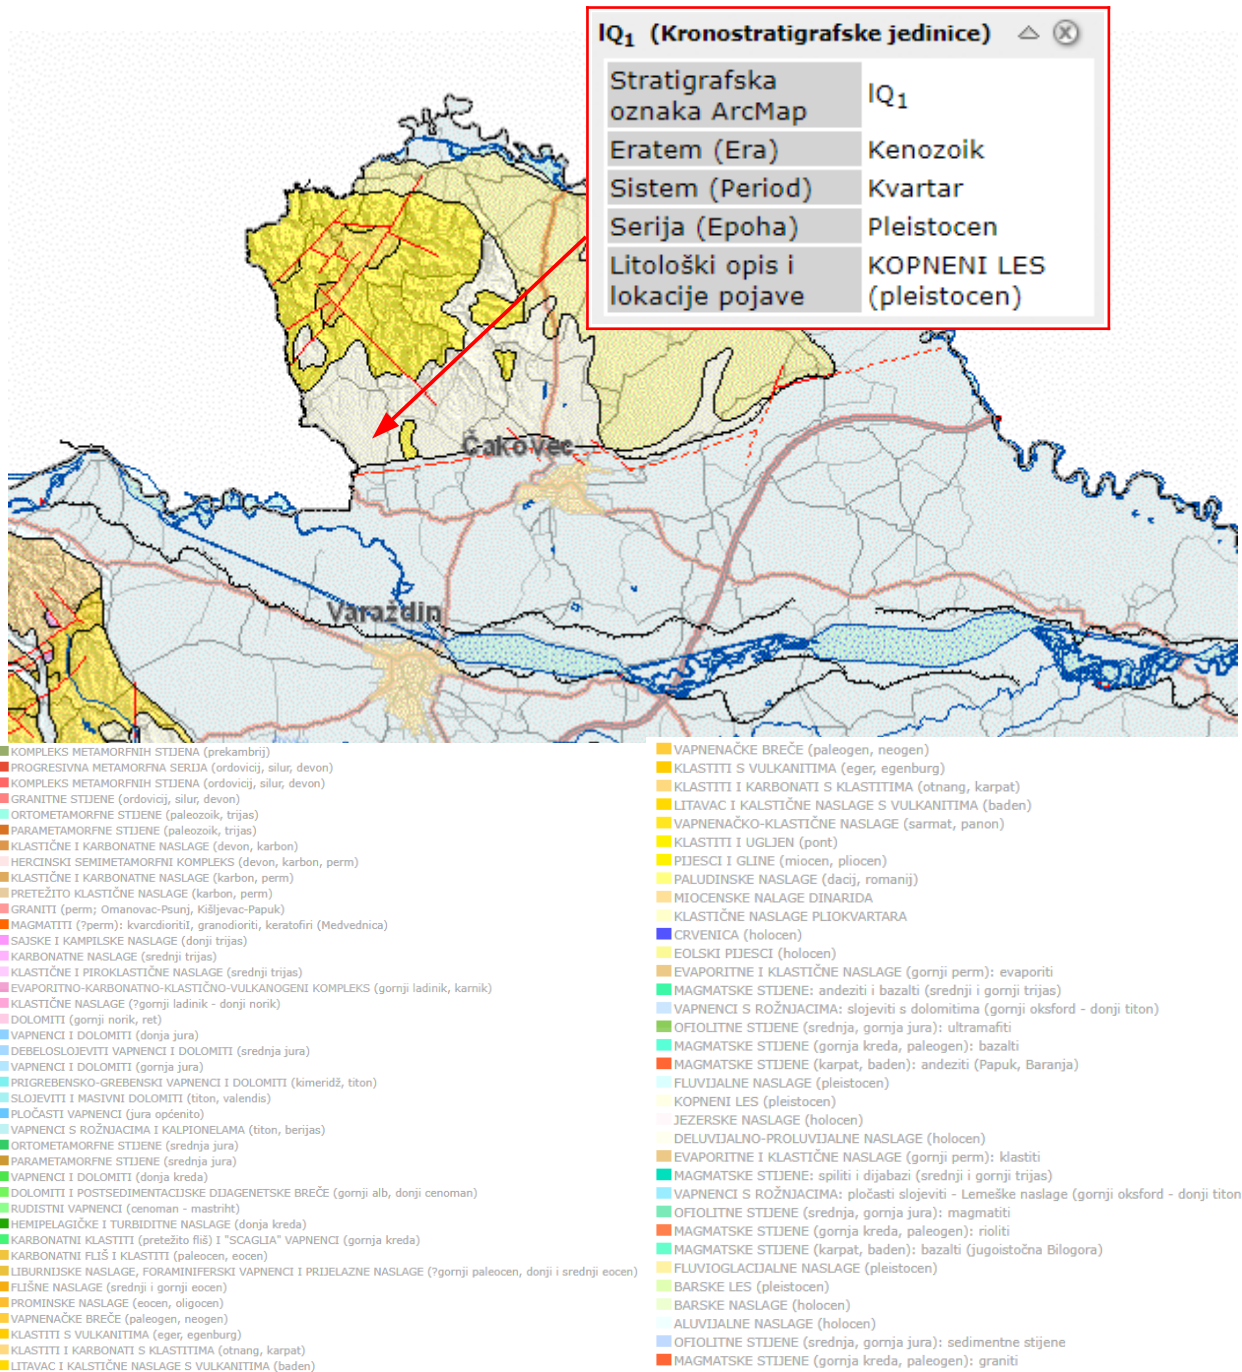 lQ1 (Kronostratigrafske jedinice)
Stratigrafska
oznaka ArcMap
lQ1
Eratem (Era)
Kenozoik
Sistem (Period)
Kvartar
Serija (Epoha)
Pleistocen
Litološki opis i
lokacije pojave
KOPNENI LES
(pleistocen)
Čakovec
Varaždin
KOMPLEKS METAMORFNIH STIJENA (prekambrij)
PROGRESIVNA METAMORFNA SERIJA (ordovicij, silur, devon)
KOMPLEKS METAMORFNIH STIJENA (ordovicij, silur, devon)
GRANITNE STIJENE (ordovicij, silur, devon)
ORTOMETAMORFNE STIJENE (paleozoik, trijas)
PARAMETAMORFNE STIJENE (paleozoik, trijas)
KLASTIČNE I KARBONATNE NASLAGE (devon, karbon)
HERCINSKI SEMIMETAMORFNI KOMPLEKS (devon, karbon, perm)
KLASTIČNE I KARBONATNE NASLAGE (karbon, perm)
PRETEŽITO KLASTIČNE NASLAGE (karbon, perm)
GRANITI (perm; Omanovac-Psunj, Kišljevac-Papuk)
MAGMATITI (?perm): kvarcdioritiI, granodioriti, keratofiri (Medvednica)
SAJSKE I KAMPILSKE NASLAGE (donji trijas)
KARBONATNE NASLAGE (srednji trijas)
KLASTIČNE I PIROKLASTIČNE NASLAGE (srednji trijas)
EVAPORITNO-KARBONATNO-KLASTIČNO-VULKANOGENI KOMPLEKS (gornji ladinik, karnik)
KLASTIČNE NASLAGE (?gornji ladinik - donji norik)
DOLOMITI (gornji norik, ret)
VAPNENCI I DOLOMITI (donja jura)
DEBELOSLOJEVITI VAPNENCI I DOLOMITI (srednja jura)
VAPNENCI I DOLOMITI (gornja jura)
PRIGREBENSKO-GREBENSKI VAPNENCI I DOLOMITI (kimeridž, titon)
SLOJEVITI I MASIVNI DOLOMITI (titon, valendis)
PLOČASTI VAPNENCI (jura općenito)
VAPNENCI S ROŽNJACIMA I KALPIONELAMA (titon, berijas)
ORTOMETAMORFNE STIJENE (srednja jura)
PARAMETAMORFNE STIJENE (srednja jura)
VAPNENCI I DOLOMITI (donja kreda)
DOLOMITI I POSTSEDIMENTACIJSKE DIJAGENETSKE BREČE (gornji alb, donji cenoman)
RUDISTNI VAPNENCI (cenoman - mastriht)
HEMIPELAGIČKE I TURBIDITNE NASLAGE (donja kreda)
KARBONATNI KLASTITI (pretežito fliš) I "SCAGLIA" VAPNENCI (gornja kreda)
KARBONATNI FLIŠ I KLASTITI (paleocen, eocen)
LIBURNIJSKE NASLAGE, FORAMINIFERSKI VAPNENCI I PRIJELAZNE NASLAGE (?gornji paleocen, donji i srednji eocen)
FLIŠNE NASLAGE (srednji i gornji eocen)
PROMINSKE NASLAGE (eocen, oligocen)
VAPNENAČKE BREČE (paleogen, neogen)
KLASTITI S VULKANITIMA (eger, egenburg)
KLASTITI I KARBONATI S KLASTITIMA (otnang, karpat)
LITAVAC I KALSTIČNE NASLAGE S VULKANITIMA (baden)
VAPNENAČKE BREČE (paleogen, neogen)
KLASTITI S VULKANITIMA (eger, egenburg)
KLASTITI I KARBONATI S KLASTITIMA (otnang, karpat)
LITAVAC I KALSTIČNE NASLAGE S VULKANITIMA (baden)
VAPNENAČKO-KLASTIČNE NASLAGE (sarmat, panon)
KLASTITI I UGLJEN (pont)
PIJESCI I GLINE (miocen, pliocen)
PALUDINSKE NASLAGE (dacij, romanij)
MIOCENSKE NALAGE DINARIDA
KLASTIČNE NASLAGE PLIOKVARTARA
CRVENICA (holocen)
EOLSKI PIJESCI (holocen)
EVAPORITNE I KLASTIČNE NASLAGE (gornji perm): evaporiti
MAGMATSKE STIJENE: andeziti i bazalti (srednji i gornji trijas)
VAPNENCI S ROŽNJACIMA: slojeviti s dolomitima (gornji oksford - donji titon)
OFIOLITNE STIJENE (srednja, gornja jura): ultramafiti
MAGMATSKE STIJENE (gornja kreda, paleogen): bazalti
MAGMATSKE STIJENE (karpat, baden): andeziti (Papuk, Baranja)
FLUVIJALNE NASLAGE (pleistocen)
KOPNENI LES (pleistocen)
JEZERSKE NASLAGE (holocen)
DELUVIJALNO-PROLUVIJALNE NASLAGE (holocen)
EVAPORITNE I KLASTIČNE NASLAGE (gornji perm): klastiti
MAGMATSKE STIJENE: spiliti i dijabazi (srednji i gornji trijas)
VAPNENCI S ROŽNJACIMA: pločasti slojeviti - Lemeške naslage (gornji oksford - donji titon
OFIOLITNE STIJENE (srednja, gornja jura): magmatiti
MAGMATSKE STIJENE (gornja kreda, paleogen): rioliti
MAGMATSKE STIJENE (karpat, baden): bazalti (jugoistočna Bilogora)
FLUVIOGLACIJALNE NASLAGE (pleistocen)
BARSKE LES (pleistocen)
BARSKE NASLAGE (holocen)
ALUVIJALNE NASLAGE (holocen)
OFIOLITNE STIJENE (srednja, gornja jura): sedimentne stijene
MAGMATSKE STIJENE (gornja kreda, paleogen): graniti